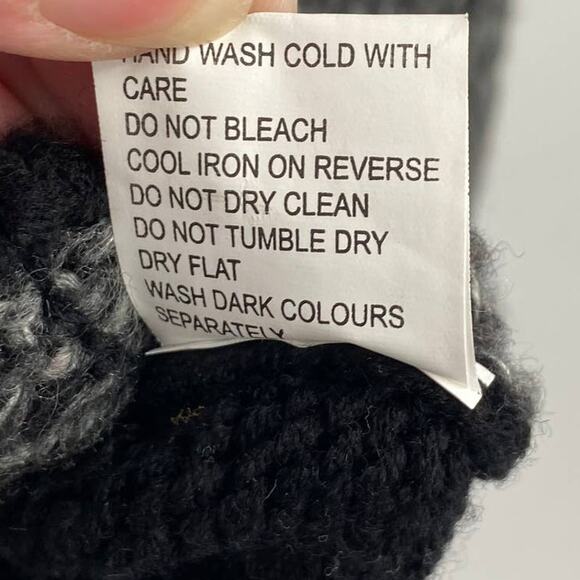 HAND WASH COLD WITH
CARE
DO NOT BLEACH
COOL IRON ON REVERSE
DO NOT DRY CLEAN
DO NOT TUMBLE DRY
DRY FLAT
WASH DARK COLOURS
SEPARATELY